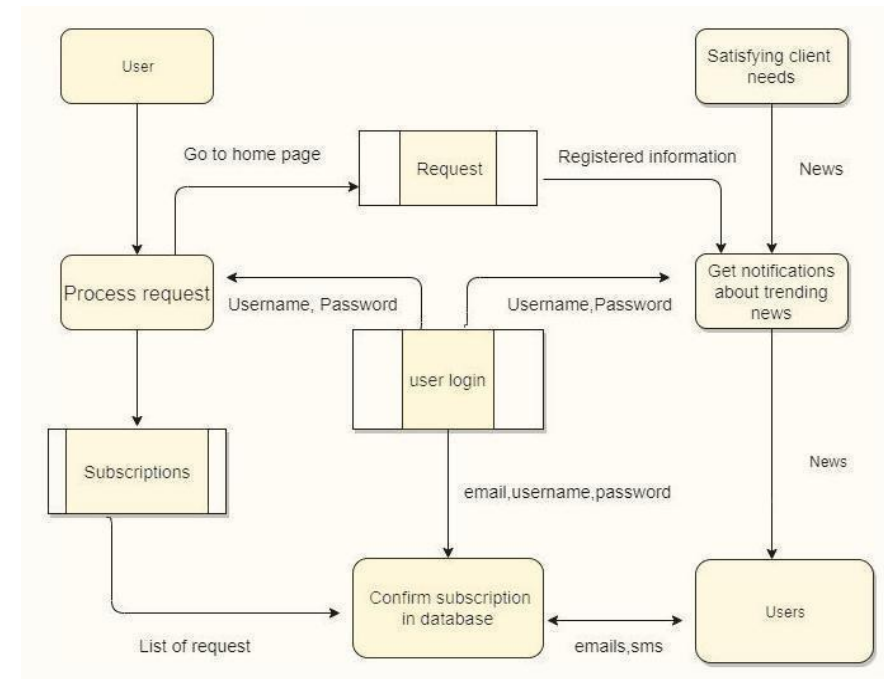 User
Satisfying client
needs
Go to home page
Request
Registered information
News
Process request
Username, Password
Username,Password
Get notifications
about trending
news
user login
Subscriptions
News
email,username,password
Confirm subscription
in database
Users
List of request
emails,sms